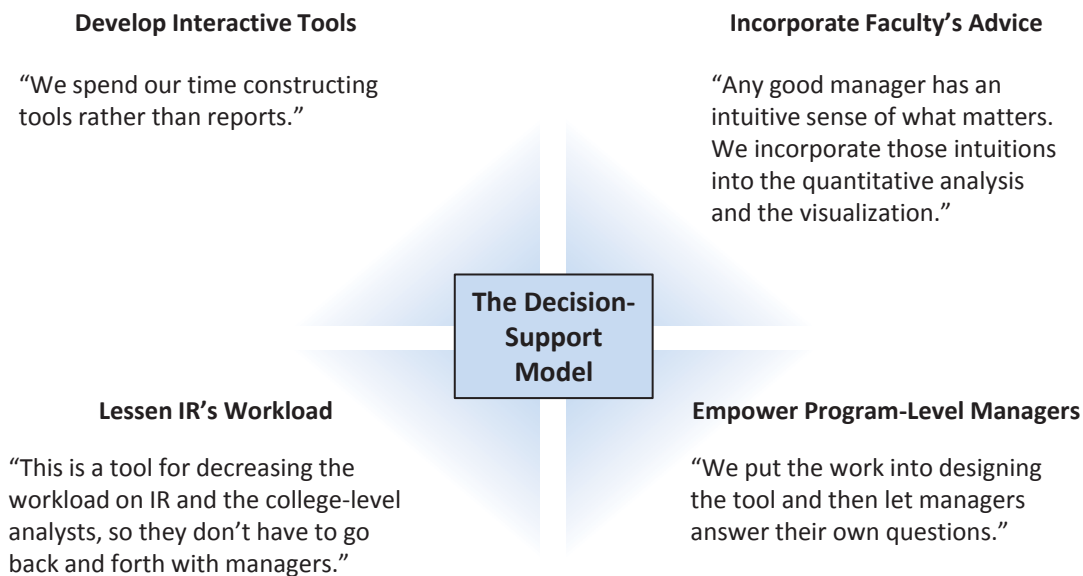 Develop Interactive Tools
“We spend our time constructing
tools rather than reports.”
Incorporate Faculty’s Advice
“Any good manager has an
intuitive sense of what matters.
We incorporate those intuitions
into the quantitative analysis
and the visualization.”
The Decision-
Support
Model
Lessen IR’s Workload
“This is a tool for decreasing the
workload on IR and the college-level
analysts, so they don’t have to go
back and forth with managers.”
Empower Program-Level Managers
“We put the work into designing
the tool and then let managers
answer their own questions.”